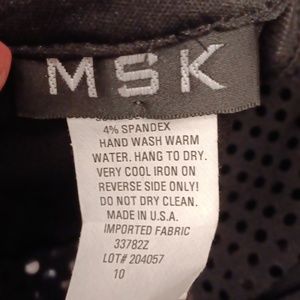 MSK
4% SPANDEX
HAND WASH WARM
WATER. HANG TO DRY.
VERY COOL IRON ON
REVERSE SIDE ONLY!
DO NOT DRY CLEAN.
MADE IN U.S.A.
IMPORTED FABRIC
33782Z
LOT# 204057
10